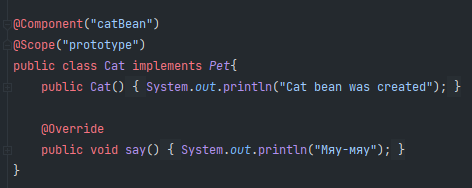 @Component("catBean")
@Scope("prototype")
public class Cat implements Pet{
public Cat() { System.out.println("Cat bean was created"); }
@Override
public void say() { System.out.println("Мяу-мяу"); }
}